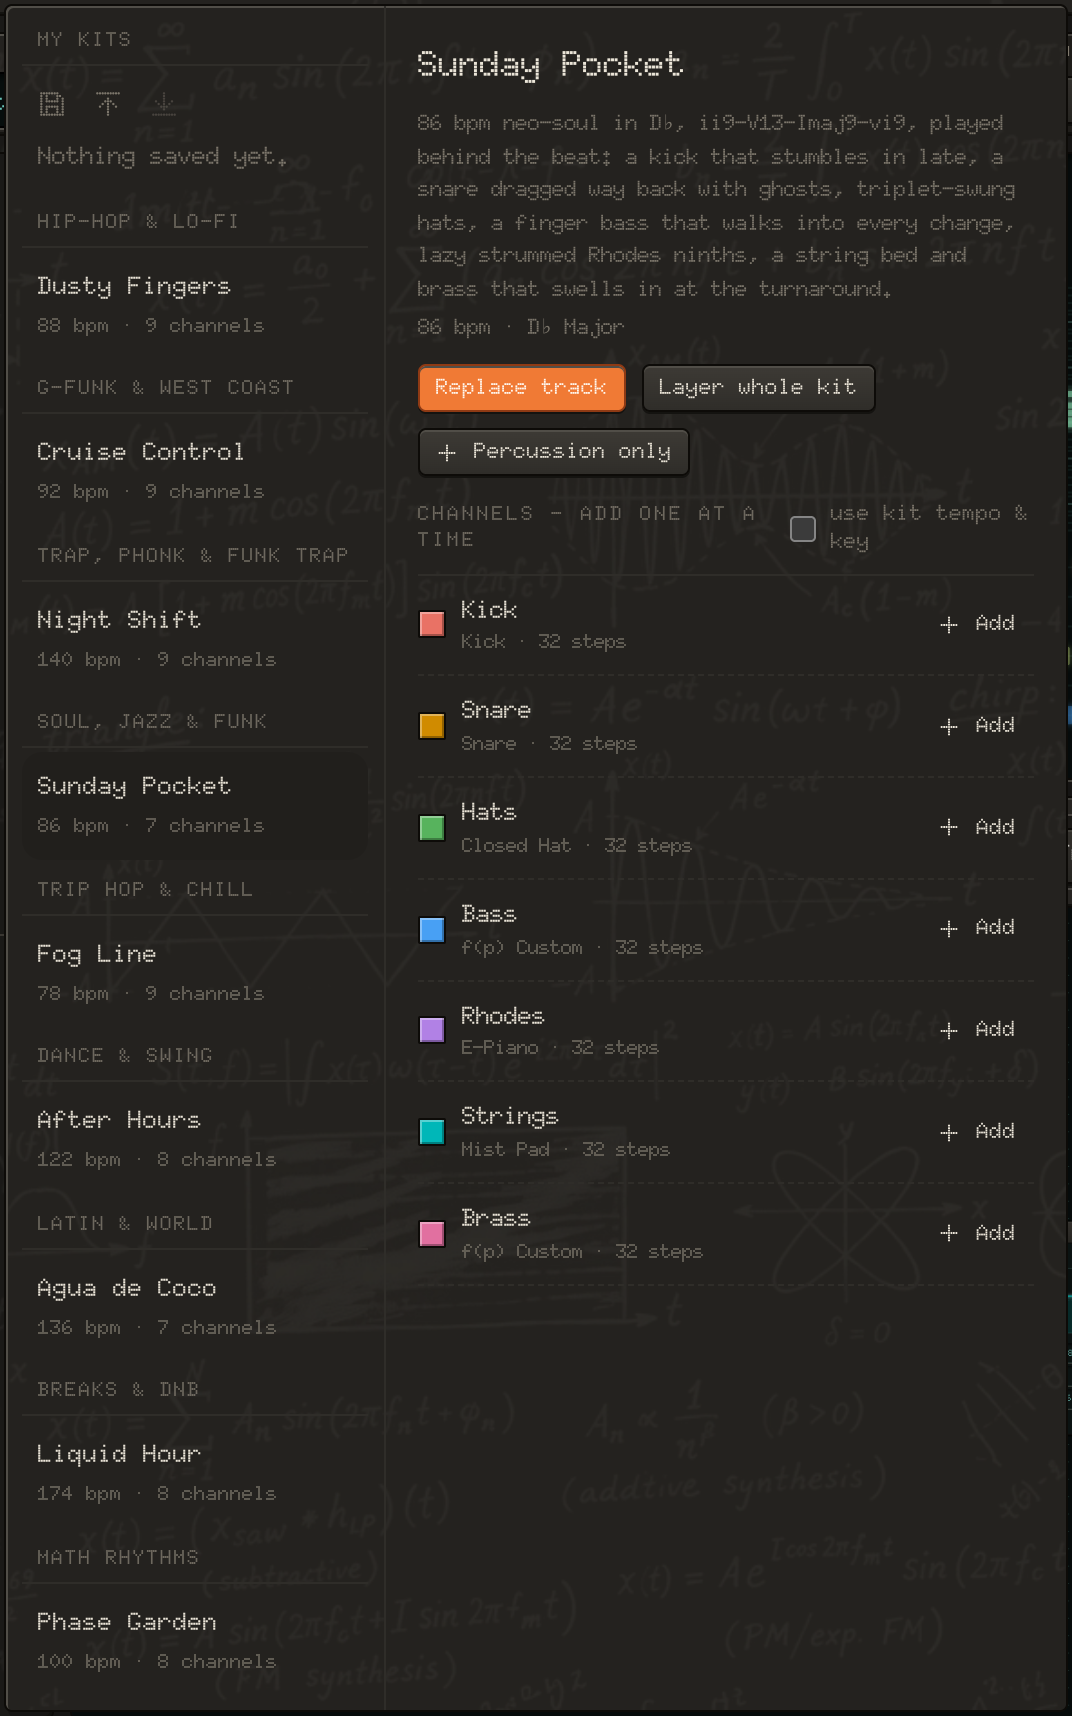 MY KITS
Nothing saved yet.
HIP-HOP & LO-FI
Dusty Fingers
88 bpm · 9 channels
G-FUNK & WEST COAST
Cruise Control
92 bpm · 9 channels
TRAP, PHONK & FUNK TRAP
Night Shift
140 bpm · 9 channels
SOUL, JAZZ & FUNK
Sunday Pocket
86 bpm · 7 channels
TRIP HOP & CHILL
Fog Line
78 bpm · 9 channels
DANCE & SWING
After Hours
122 bpm · 8 channels
LATIN & WORLD
Agua de Coco
136 bpm · 7 channels
BREAKS & DNB
Liquid Hour
174 bpm · 8 channels
MATH RHYTHMS
Phase Garden
100 bpm · 8 channels
Sunday Pocket
86 bpm neo-soul in D♭, ii9-V13-Imaj9-vi9, played
behind the beat: a kick that stumbles in late, a
snare dragged way back with ghosts, triplet-swung
hats, a finger bass that walks into every change,
lazy strummed Rhodes ninths, a string bed and
brass that swells in at the turnaround.
86 bpm · D♭ Major
Replace track
Layer whole kit
+ Percussion only
CHANNELS - ADD ONE AT A
TIME
use kit tempo &
key
Kick
Kick · 32 steps
+ Add
Snare
Snare · 32 steps
+ Add
Hats
Closed Hat · 32 steps
+ Add
Bass
f(p) Custom · 32 steps
+ Add
Rhodes
E-Piano · 32 steps
+ Add
Strings
Mist Pad · 32 steps
+ Add
Brass
f(p) Custom · 32 steps
+ Add
(addtive synthesis)
(subtractive)
(PM/exp. FM)
(FM synthesis)